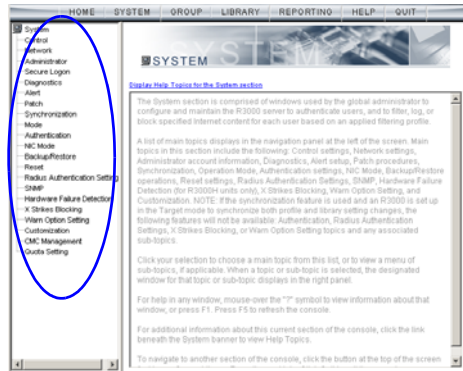 HOME SYSTEM GROUP LIBRARY REPORTING HELP QUIT
System
Control
Network
Administrator
Secure Logon
Diagnostics
Alert
Patch
Synchronization
Mode
Authentication
NIC Mode
Backup/Restore
Reset
Radius Authentication Setting
SNMP
Hardware Failure Detection
X Strikes Blocking
Warn Option Setting
Customization
CMC Management
Quota Setting
SYSTEM
SYSTEM
Display Help Topics for the System section
The System section is comprised of windows used by the global administrator to
configure and maintain the R3000 server to authenticate users, and to filter, log, or
block specified Internet content for each user based on an applied filtering profile.
A list of main topics displays in the navigation panel at the left of the screen. Main
topics in this section include the following: Control settings, Network settings,
Administrator account information, Diagnostics, Alert setup, Patch procedures,
Synchronization, Operation Mode, Authentication settings, NIC Mode, Backup/Restore
operations, Reset settings, Radius Authentication Settings, SNMP, Hardware Failure
Detection (for R3000H units only), X Strikes Blocking, Warn Option Setting, and
Customization. NOTE: If the synchronization feature is used and an R3000 is set up
in the Target mode to synchronize both profile and library setting changes, the
following features will not be available: Authentication, Radius Authentication
Settings, X Strikes Blocking, or Warn Option Setting topics and any associated
sub-topics.
Click your selection to choose a main topic from this list, or to view a menu of
sub-topics, if applicable. When a topic or sub-topic is selected, the designated
window for that topic or sub-topic displays in the right panel.
For help in any window, mouse-over the "?" symbol to view information about that
window, or press F1. Press F5 to refresh the console.
For additional information about this current section of the console, click the link
beneath the System banner to view Help Topics.
To navigate to another section of the console, click the button at the top of the screen